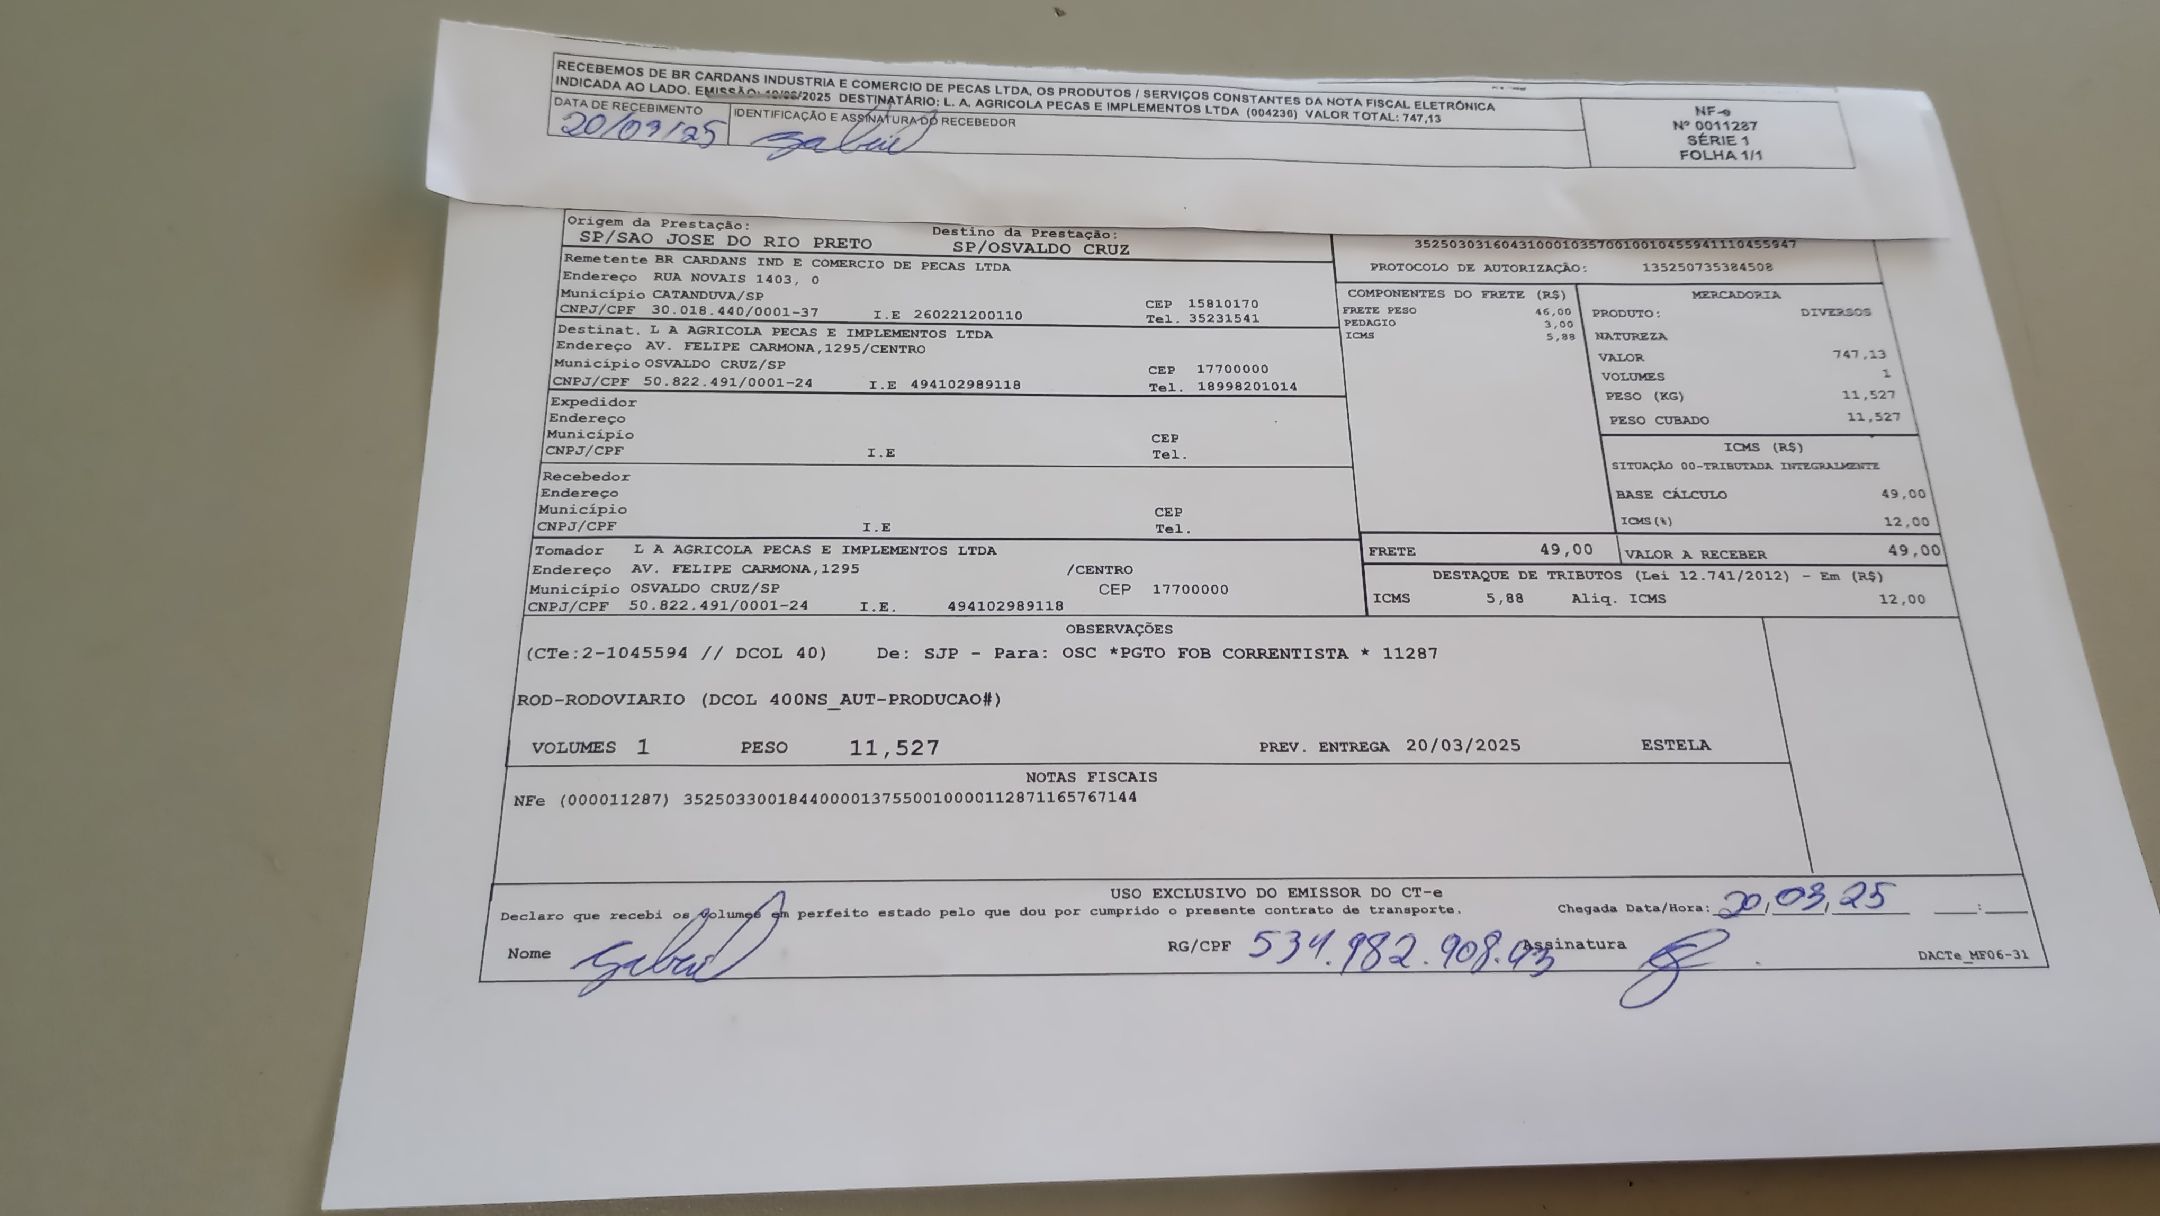 RECEBEMOS DE BR CARDANS INDUSTRIA E COMERCIO DE PECAS LTDA, OS PRODUTOS / SERVIÇOS CONSTANTES DA NOTA FISCAL ELETRÔNICA
INDICADA AO LADO. EMISSÃO: DESTINATÁRIO: L. A. AGRICOLA PECAS E IMPLEMENTOS LTDA (004236) VALOR TOTAL: 747,13
DATA DE RECEBIMENTO
20/03/25
IDENTIFICAÇÃO E ASSINATURA DO RECEBEDOR
Gabriel
NF-e
Nº 0011287
SÉRIE 1
FOLHA 1/1
Origem da Prestação:
SP/SAO JOSE DO RIO PRETO
Destino da Prestação:
SP/OSVALDO CRUZ
35250303160431000103570010010455941110455947
PROTOCOLO DE AUTORIZAÇÃO: 135250735384508
Remetente BR CARDANS IND E COMERCIO DE PECAS LTDA
Endereço RUA NOVAIS 1403, 0
Município CATANDUVA/SP CEP 15810170
CNPJ/CPF 30.018.440/0001-37 I.E 260221200110 Tel. 35231541
Destinat. L A AGRICOLA PECAS E IMPLEMENTOS LTDA
Endereço AV. FELIPE CARMONA,1295/CENTRO
Município OSVALDO CRUZ/SP CEP 17700000
CNPJ/CPF 50.822.491/0001-24 I.E 494102989118 Tel. 18998201014
Expedidor
Endereço
Município CEP
CNPJ/CPF I.E Tel.
Recebedor
Endereço
Município CEP
CNPJ/CPF I.E Tel.
Tomador L A AGRICOLA PECAS E IMPLEMENTOS LTDA
Endereço AV. FELIPE CARMONA,1295 /CENTRO
Município OSVALDO CRUZ/SP CEP 17700000
CNPJ/CPF 50.822.491/0001-24 I.E. 494102989118
COMPONENTES DO FRETE (R$)
FRETE PESO 46,00
PEDAGIO 3,00
ICMS 5,88
MERCADORIA
PRODUTO: DIVERSOS
NATUREZA
VALOR 747,13
VOLUMES 1
PESO (KG) 11,527
PESO CUBADO 11,527
ICMS (R$)
SITUAÇÃO 00-TRIBUTADA INTEGRALMENTE
BASE CÁLCULO 49,00
ICMS(%) 12,00
FRETE 49,00 VALOR A RECEBER 49,00
DESTAQUE DE TRIBUTOS (Lei 12.741/2012) - Em (R$)
ICMS 5,88 Aliq. ICMS 12,00
OBSERVAÇÕES
(CTe:2-1045594 // DCOL 40) De: SJP - Para: OSC *PGTO FOB CORRENTISTA * 11287
ROD-RODOVIARIO (DCOL 400NS_AUT-PRODUCAO#)
VOLUMES 1 PESO 11,527 PREV. ENTREGA 20/03/2025 ESTELA
NOTAS FISCAIS
NFe (000011287) 35250330018440000137550010000112871165767144
USO EXCLUSIVO DO EMISSOR DO CT-e
Declaro que recebi os volumes em perfeito estado pelo que dou por cumprido o presente contrato de transporte. Chegada Data/Hora: 20,03,25 ___:___
Nome Gabriel RG/CPF 534.982.908.93 Assinatura
DACTe_MF06-31